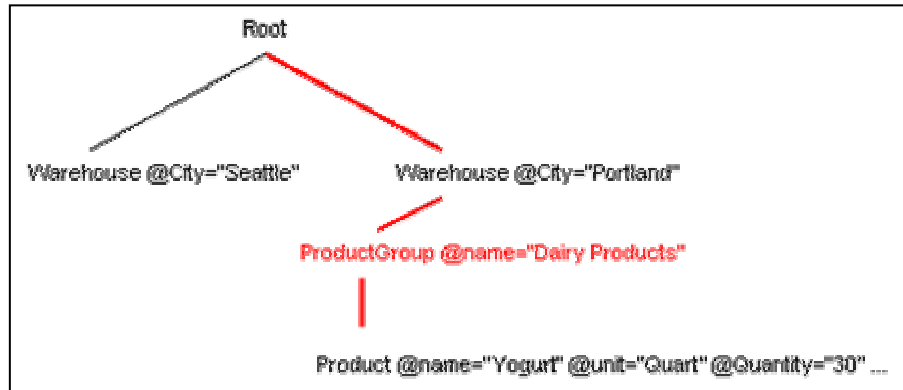 Root
Warehouse @City="Seattle" Warehouse @City="Portland"
ProductGroup @name="Dairy Products"
Product @name="Yogurt" @unit="Quart" @Quantity="30" ...